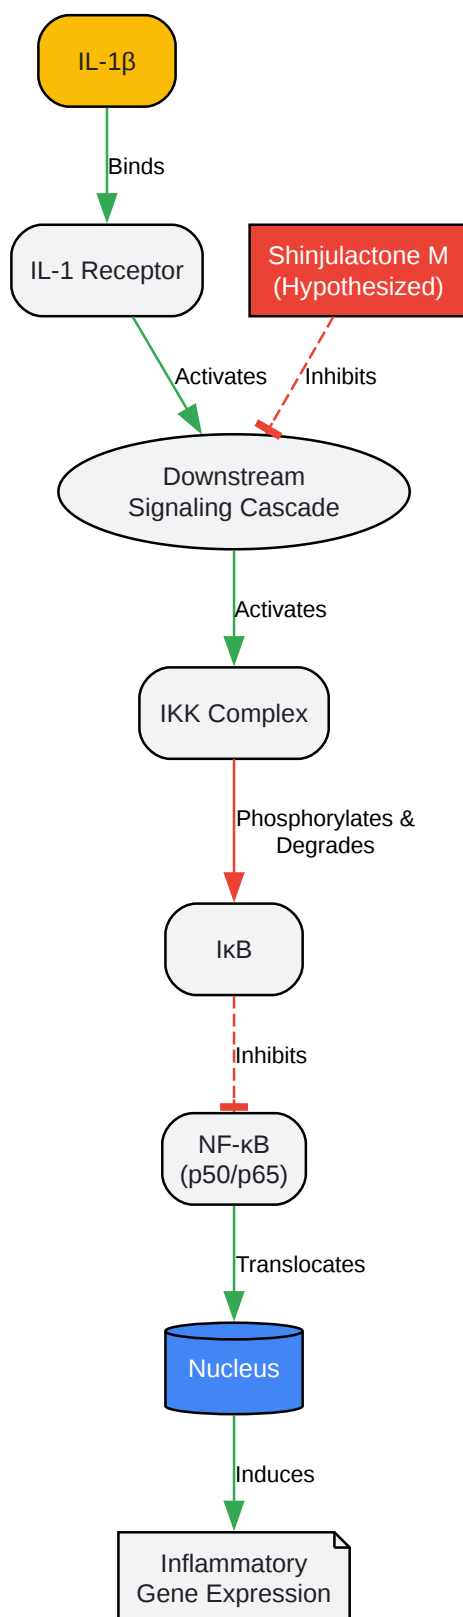 IL-1β
Binds
IL-1 Receptor
Shinjulactone M
(Hypothesized)
Activates
Inhibits
Downstream
Signaling Cascade
Activates
IKK Complex
Phosphorylates &
Degrades
IκB
Inhibits
NF-κB
(p50/p65)
Translocates
Nucleus
Induces
Inflammatory
Gene Expression